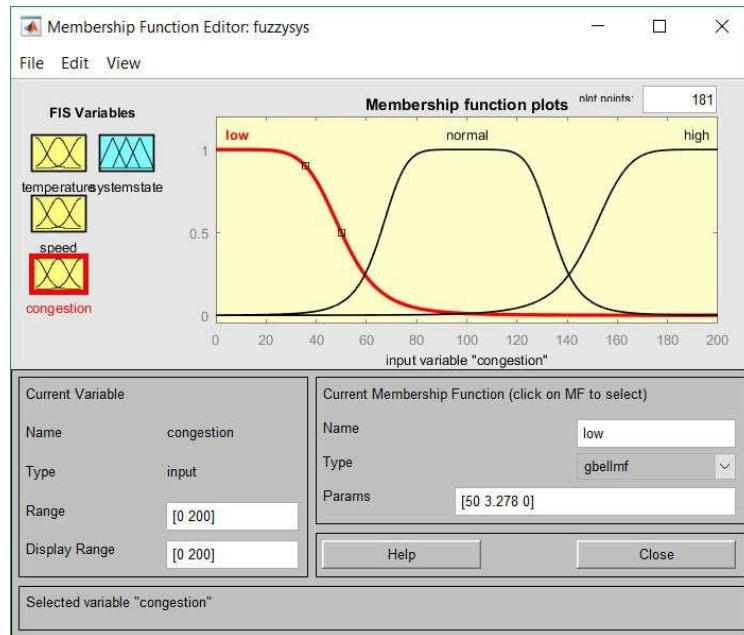 Membership Function Editor: fuzzysys
File Edit View
FIS Variables
temperature systemstate
speed
congestion
Membership function plots
plot points: 181
low normal high
1
0.5
0
0 20 40 60 80 100 120 140 160 180 200
input variable "congestion"
Current Variable
Name congestion
Type input
Range [0 200]
Display Range [0 200]
Current Membership Function (click on MF to select)
Name low
Type gbellmf
Params [50 3.278 0]
Help Close
Selected variable "congestion"